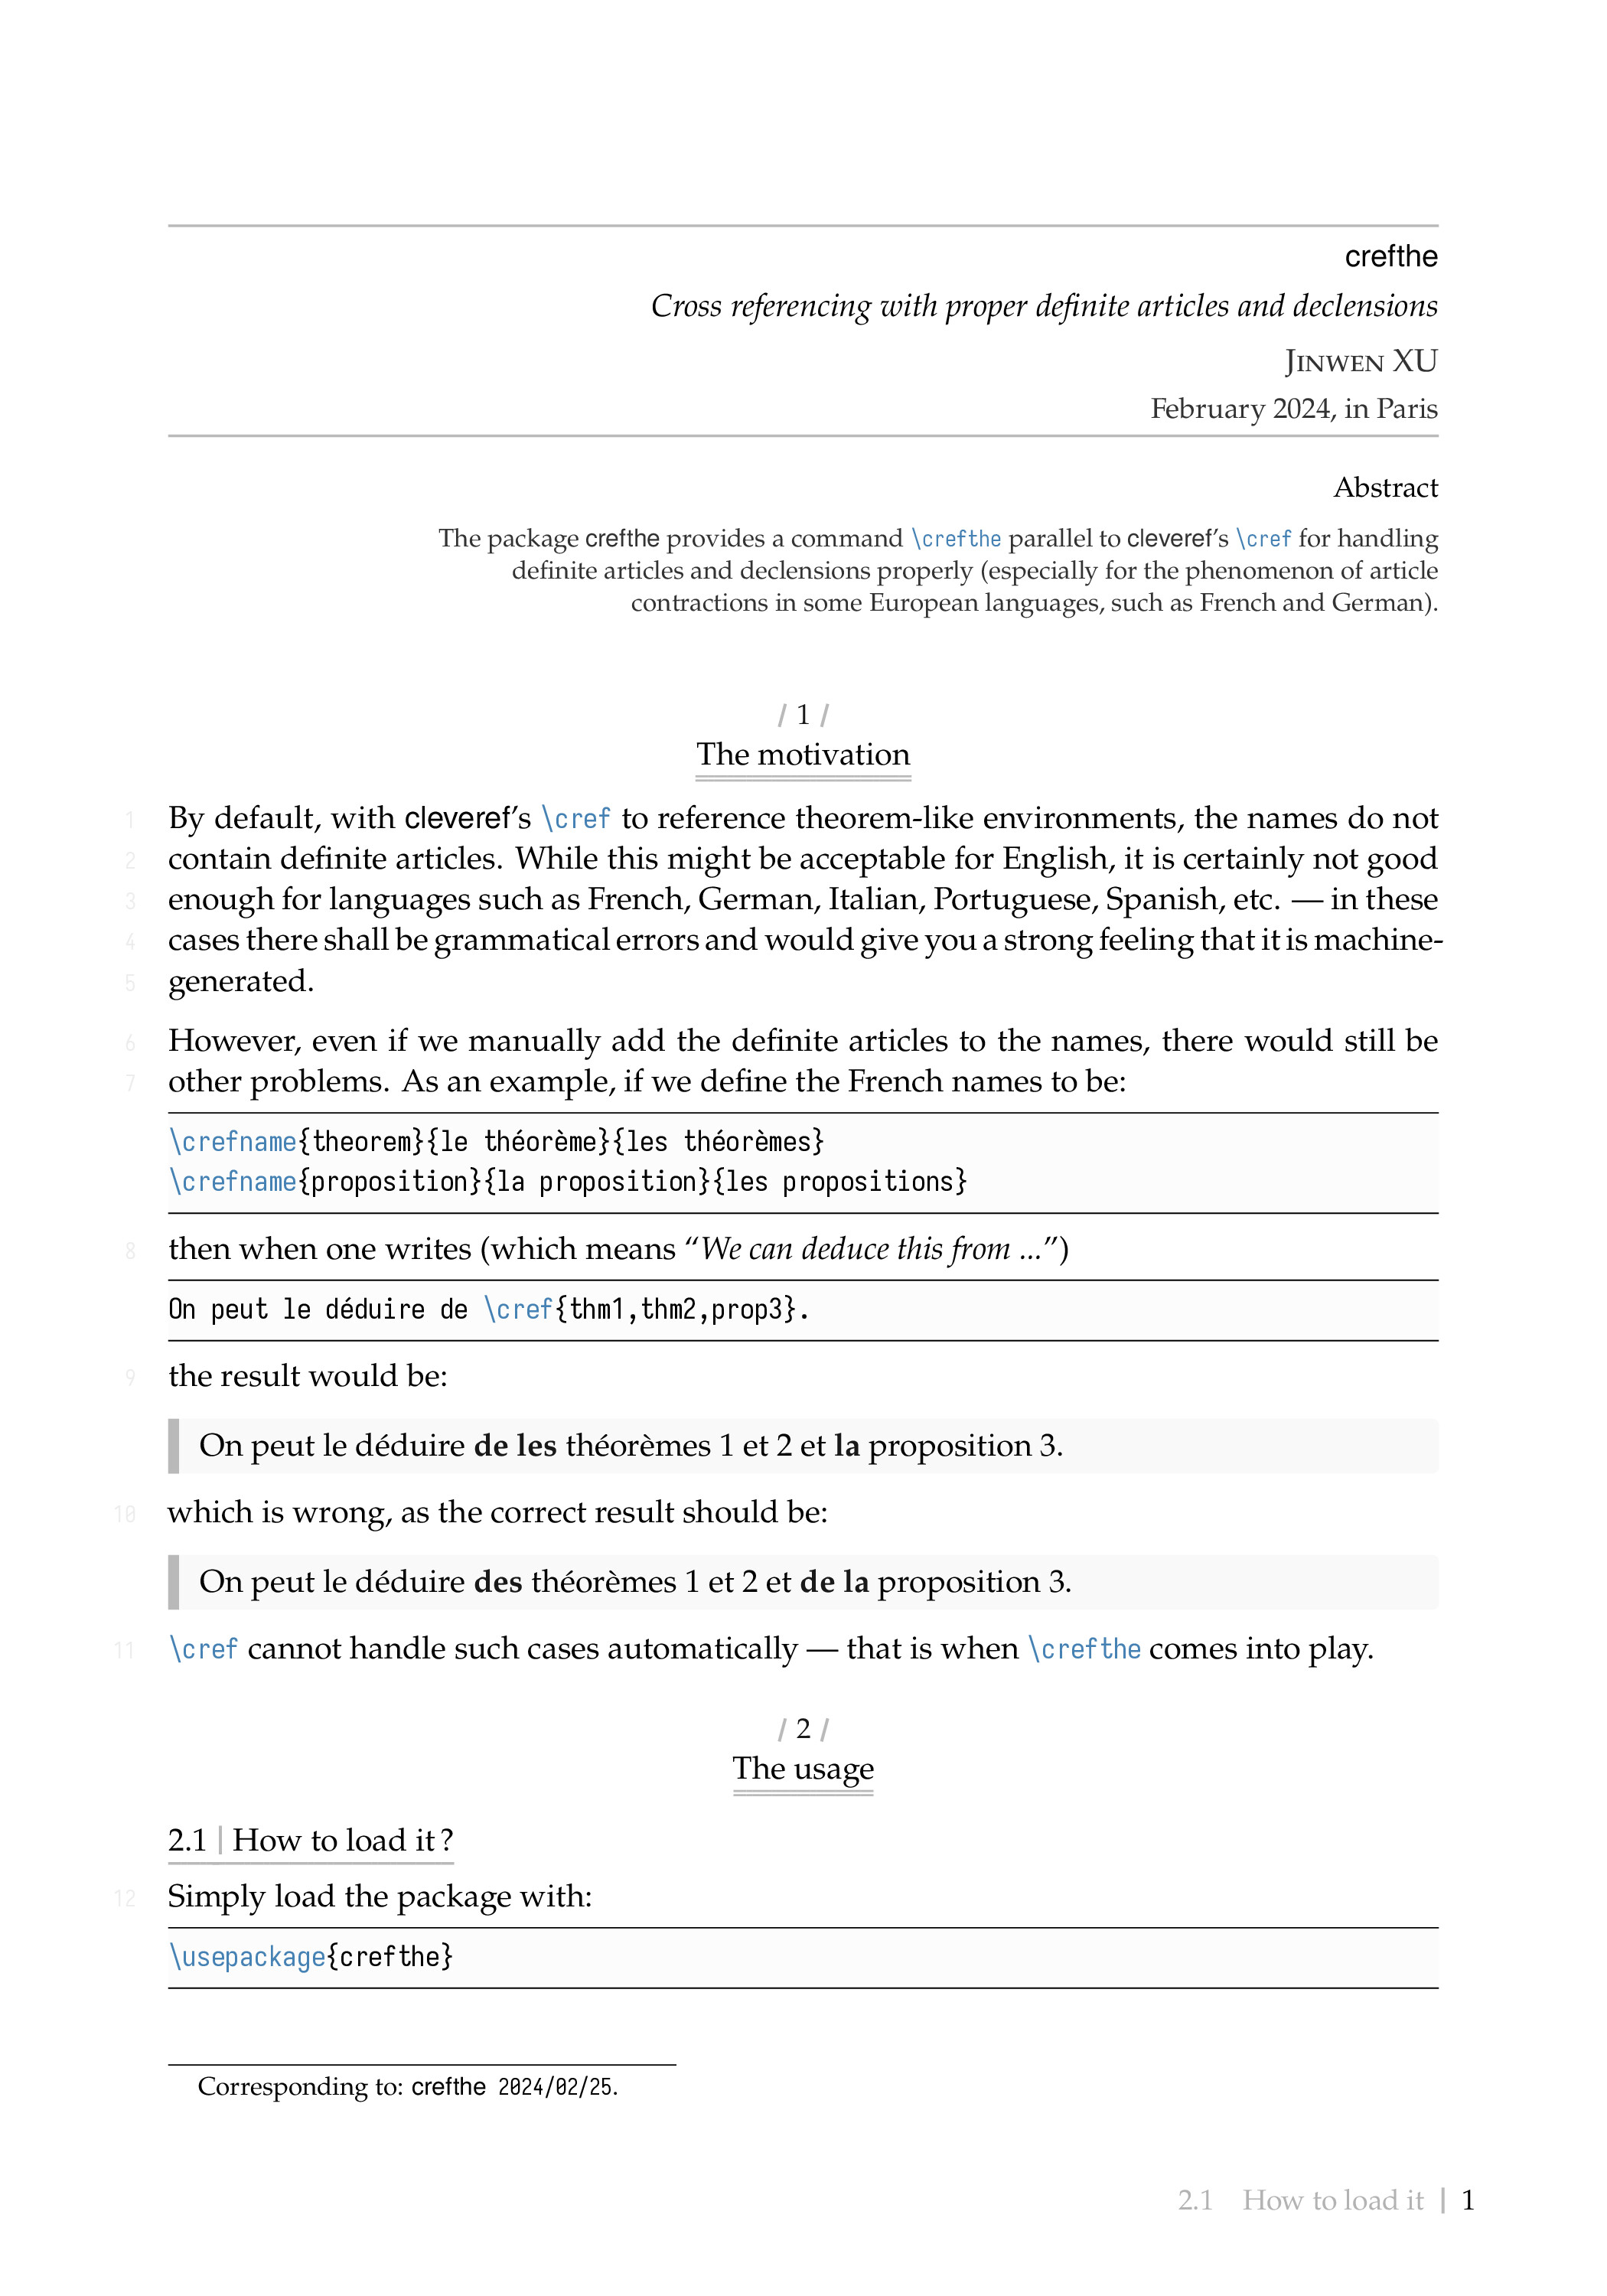 crefthe
Cross referencing with proper definite articles and declensions
Jinwen XU
February 2024, in Paris
Abstract
The package crefthe provides a command \crefthe parallel to cleveref’s \cref for handling
definite articles and declensions properly (especially for the phenomenon of article
contractions in some European languages, such as French and German).
/ 1 /
The motivation
1 By default, with cleveref’s \cref to reference theorem-like environments, the names do not
2 contain definite articles. While this might be acceptable for English, it is certainly not good
3 enough for languages such as French, German, Italian, Portuguese, Spanish, etc. — in these
4 cases there shall be grammatical errors and would give you a strong feeling that it is machine-
5 generated.
6 However, even if we manually add the definite articles to the names, there would still be
7 other problems. As an example, if we define the French names to be:
\crefname{theorem}{le théorème}{les théorèmes}
\crefname{proposition}{la proposition}{les propositions}
8 then when one writes (which means “We can deduce this from ...”)
On peut le déduire de \cref{thm1,thm2,prop3}.
9 the result would be:
On peut le déduire de les théorèmes 1 et 2 et la proposition 3.
10 which is wrong, as the correct result should be:
On peut le déduire des théorèmes 1 et 2 et de la proposition 3.
11 \cref cannot handle such cases automatically — that is when \crefthe comes into play.
/ 2 /
The usage
2.1 | How to load it?
12 Simply load the package with:
\usepackage{crefthe}
Corresponding to: crefthe 2024/02/25.
2.1 How to load it | 1